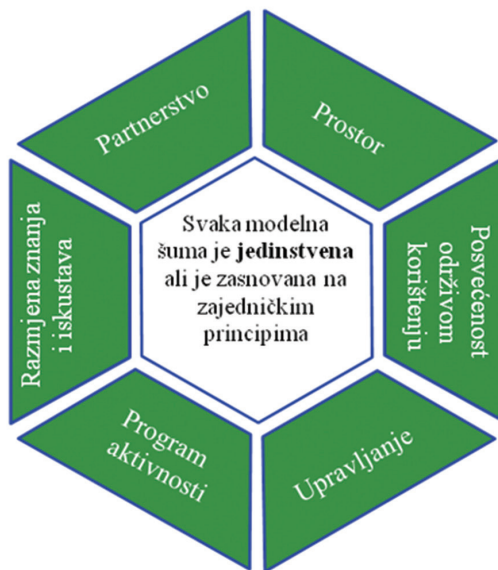 Partnerstvo
Prostor
Razmjena znanja
i iskustava
Svaka modelna
šuma je jedinstvena
ali je zasnovana na
zajedničkim
principima
Posvećenost
održivom
korištenju
Program
aktivnosti
Upravljanje